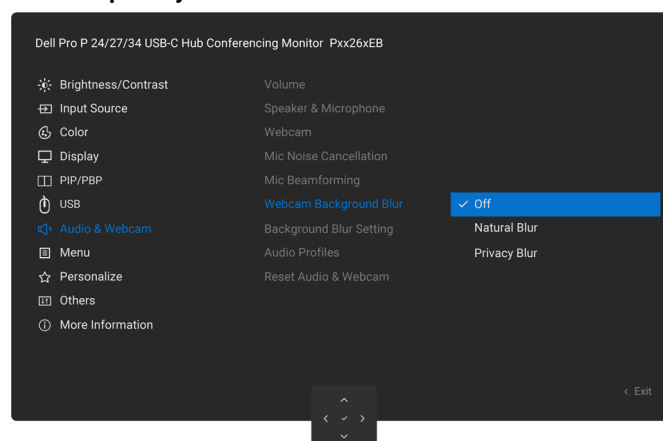 Dell Pro P 24/27/34 USB-C Hub Conferencing Monitor Pxx26xEB
Brightness/Contrast
Volume
Input Source
Speaker & Microphone
Color
Webcam
Display
Mic Noise Cancellation
PIP/PBP
Mic Beamforming
USB
Webcam Background Blur
Off
Audio & Webcam
Background Blur Setting
Natural Blur
Menu
Audio Profiles
Privacy Blur
Personalize
Reset Audio & Webcam
Others
More Information
Exit